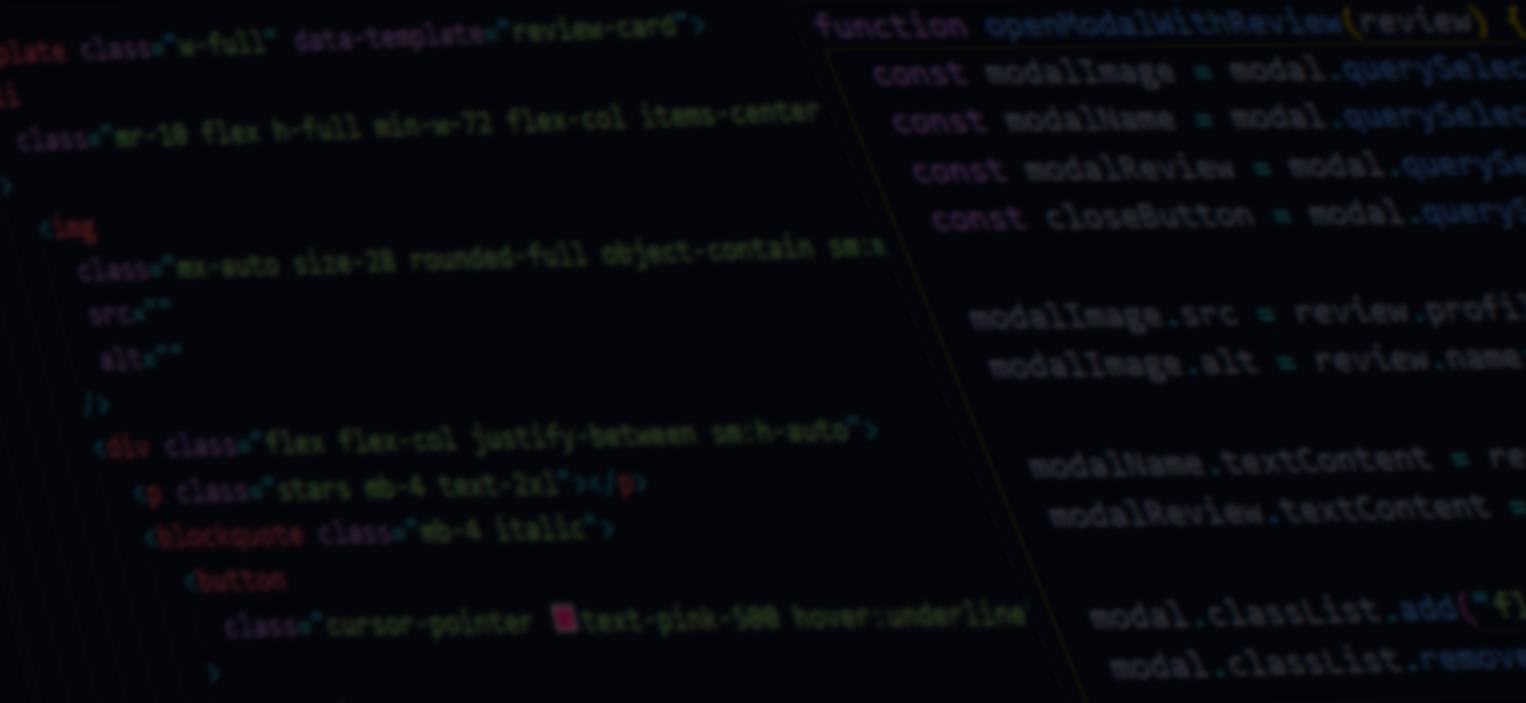 plate class="w-full" data-template="review-card">
li
class="mr-10 flex h-full min-w-72 flex-col items-center
>
<img
class="mx-auto size-28 rounded-full object-contain sm:
src=""
alt=""
/>
<div class="flex flex-col justify-between sm:h-auto">
<p class="stars mb-4 text-2xl"></p>
<blockquote class="mb-4 italic">
<button
class="cursor-pointer text-pink-500 hover:underline
>
function openModalWithReview(review) {
const modalImage = modal.querySelec
const modalName = modal.querySelec
const modalReview = modal.querySe
const closeButton = modal.queryS
modalImage.src = review.profil
modalImage.alt = review.name
modalName.textContent = re
modalReview.textContent =
modal.classList.add("fl
modal.classList.remove